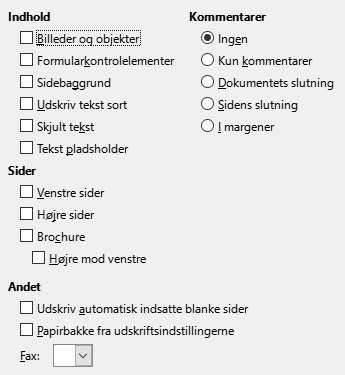 Indhold
Billeder og objekter
Formularkontrolelementer
Sidebaggrund
Udskriv tekst sort
Skjult tekst
Tekst pladsholder
Kommentarer
Ingen
Kun kommentarer
Dokumentets slutning
Sidens slutning
I margener
Sider
Venstre sider
Højre sider
Brochure
Højre mod venstre
Andet
Udskriv automatisk indsatte blanke sider
Papirbakke fra udskriftsindstillingerne
Fax: